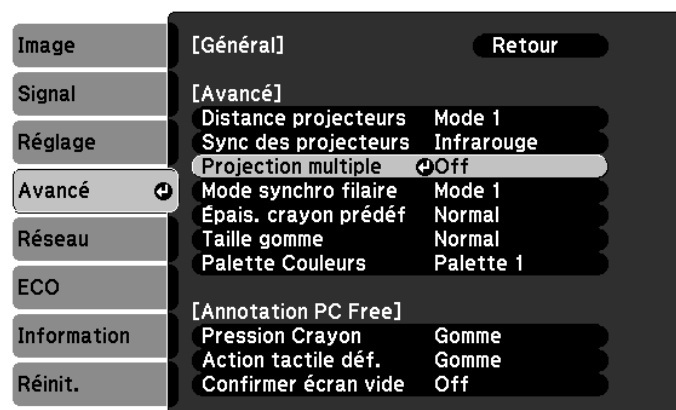 Image
Signal
Réglage
Avancé
Réseau
ECO
Information
Réinit.
[Général] Retour
[Avancé]
Distance projecteurs Mode 1
Sync des projecteurs Infrarouge
Projection multiple Off
Mode synchro filaire Mode 1
Épais. crayon prédéf Normal
Taille gomme Normal
Palette Couleurs Palette 1
[Annotation PC Free]
Pression Crayon Gomme
Action tactile déf. Gomme
Confirmer écran vide Off